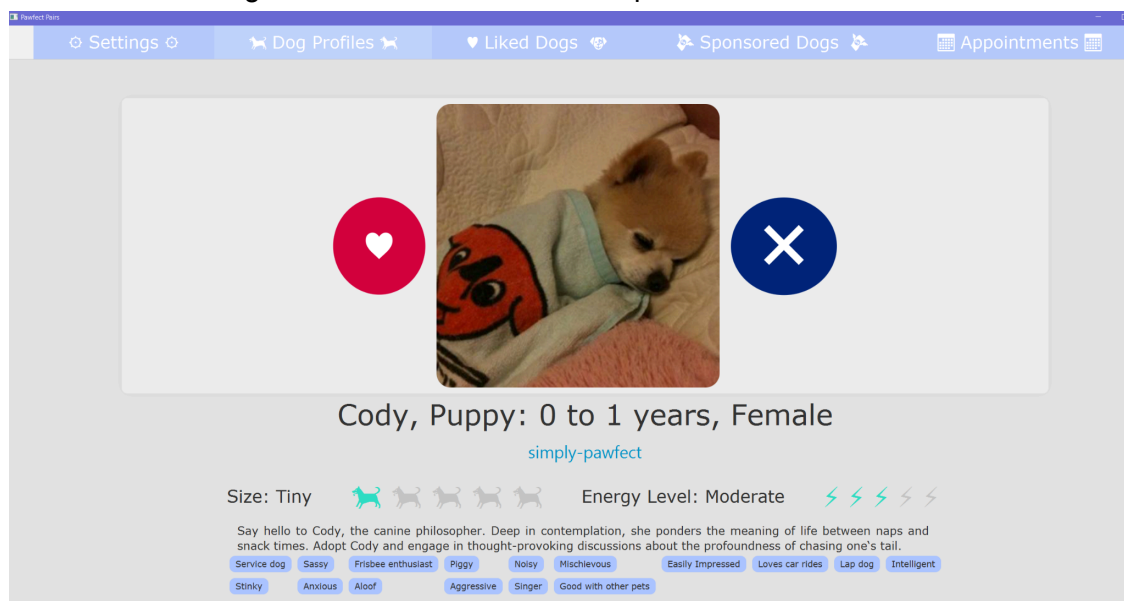 Pawfect Pairs
Settings Dog Profiles Liked Dogs Sponsored Dogs Appointments
Cody, Puppy: 0 to 1 years, Female
simply-pawfect
Size: Tiny Energy Level: Moderate
Say hello to Cody, the canine philosopher. Deep in contemplation, she ponders the meaning of life between naps and
snack times. Adopt Cody and engage in thought-provoking discussions about the profoundness of chasing one's tail.
Service dog Sassy Frisbee enthusiast Piggy Noisy Mischievous Easily Impressed Loves car rides Lap dog Intelligent
Stinky Anxious Aloof Aggressive Singer Good with other pets